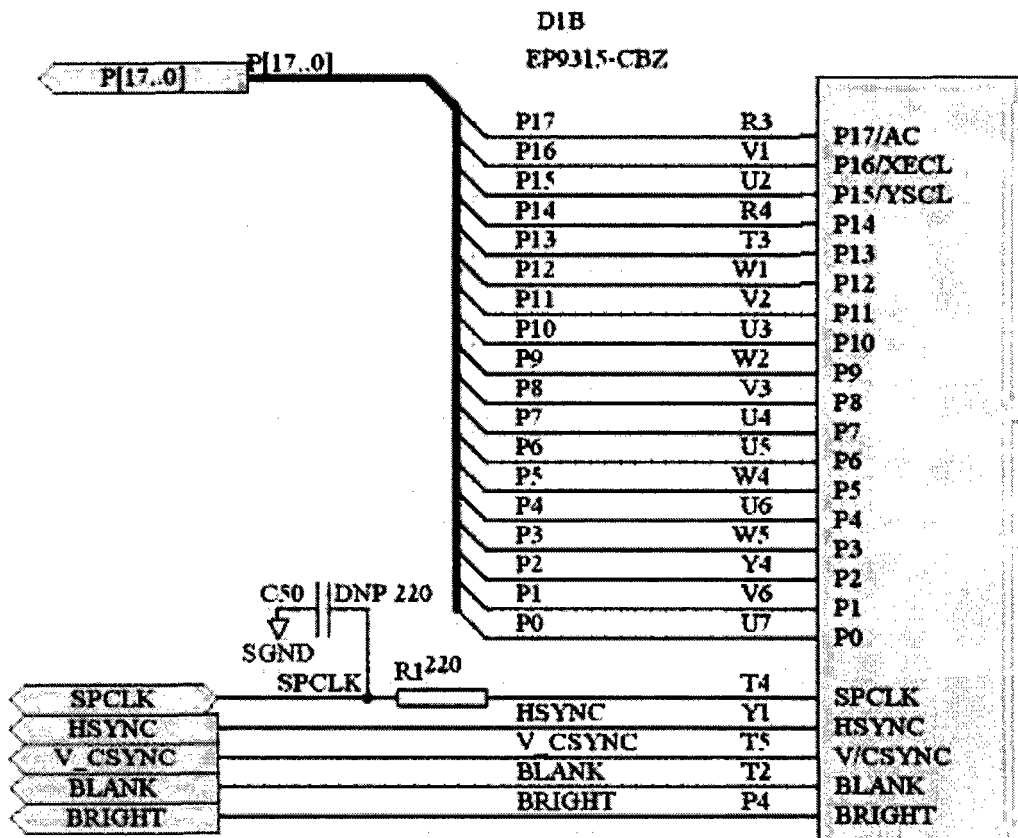 D1B
EP9315-CBZ
P[17..0] P[17..0]
P17 R3 P17/AC
P16 V1 P16/XECL
P15 U2 P15/YSCL
P14 R4 P14
P13 T3 P13
P12 W1 P12
P11 V2 P11
P10 U3 P10
P9 W2 P9
P8 V3 P8
P7 U4 P7
P6 U5 P6
P5 W4 P5
P4 U6 P4
P3 W5 P3
P2 Y4 P2
P1 V6 P1
P0 U7 P0
C50 DNP 220
SGND
SPCLK SPCLK R1 220 T4 SPCLK
HSYNC HSYNC Y1 HSYNC
V_CSYNC V_CSYNC T5 V/CSYNC
BLANK BLANK T2 BLANK
BRIGHT BRIGHT P4 BRIGHT